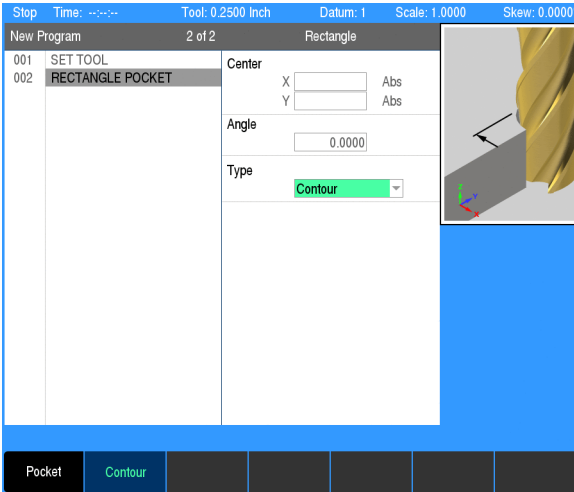 Stop Time: --:--:-- Tool: 0.2500 Inch Datum: 1 Scale: 1.0000 Skew: 0.0000
New Program 2 of 2 Rectangle
001 SET TOOL
002 RECTANGLE POCKET
Center
X Abs
Y Abs
Angle
0.0000
Type
Contour
Z
Y
X
Pocket Contour